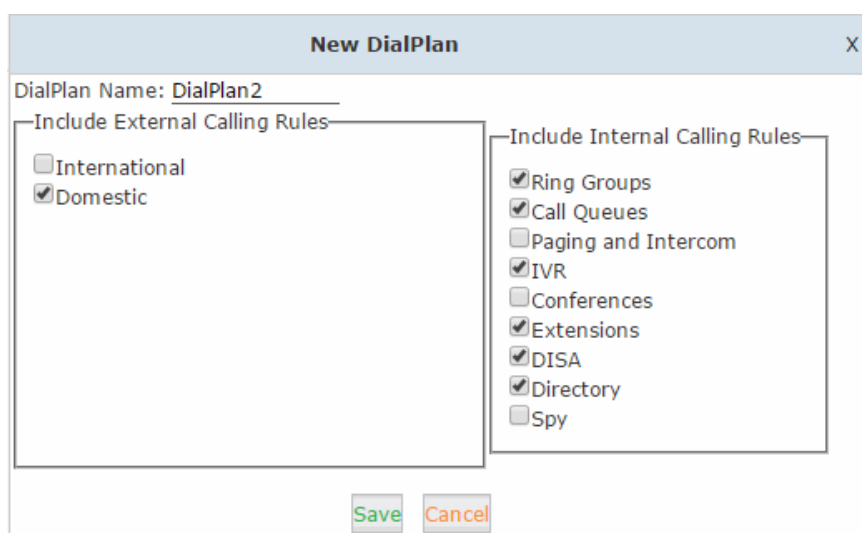 New DialPlan
X
DialPlan Name: DialPlan2
Include External Calling Rules
International
Domestic
Include Internal Calling Rules
Ring Groups
Call Queues
Paging and Intercom
IVR
Conferences
Extensions
DISA
Directory
Spy
Save
Cancel